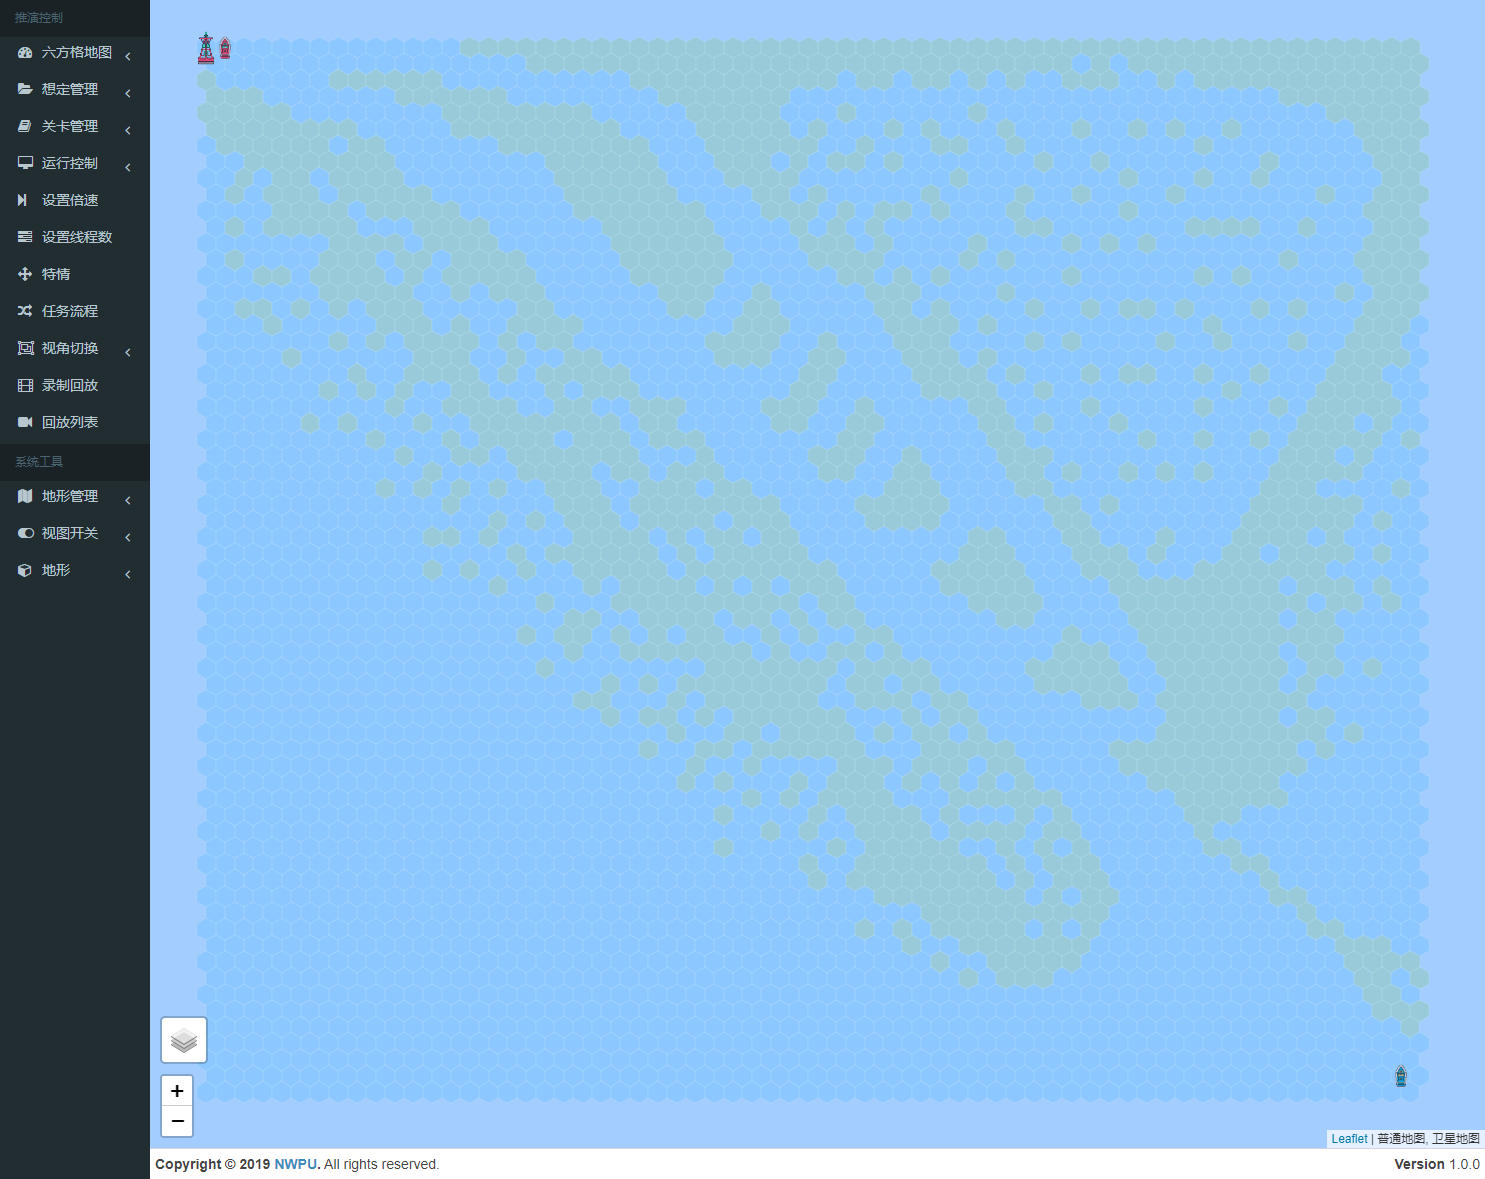 推演控制
六方格地图
想定管理
关卡管理
运行控制
设置倍速
设置线程数
特情
任务流程
视角切换
录制回放
回放列表
系统工具
地形管理
视图开关
地形
+
−
Leaflet | 普通地图, 卫星地图
Copyright © 2019 NWPU. All rights reserved.
Version 1.0.0